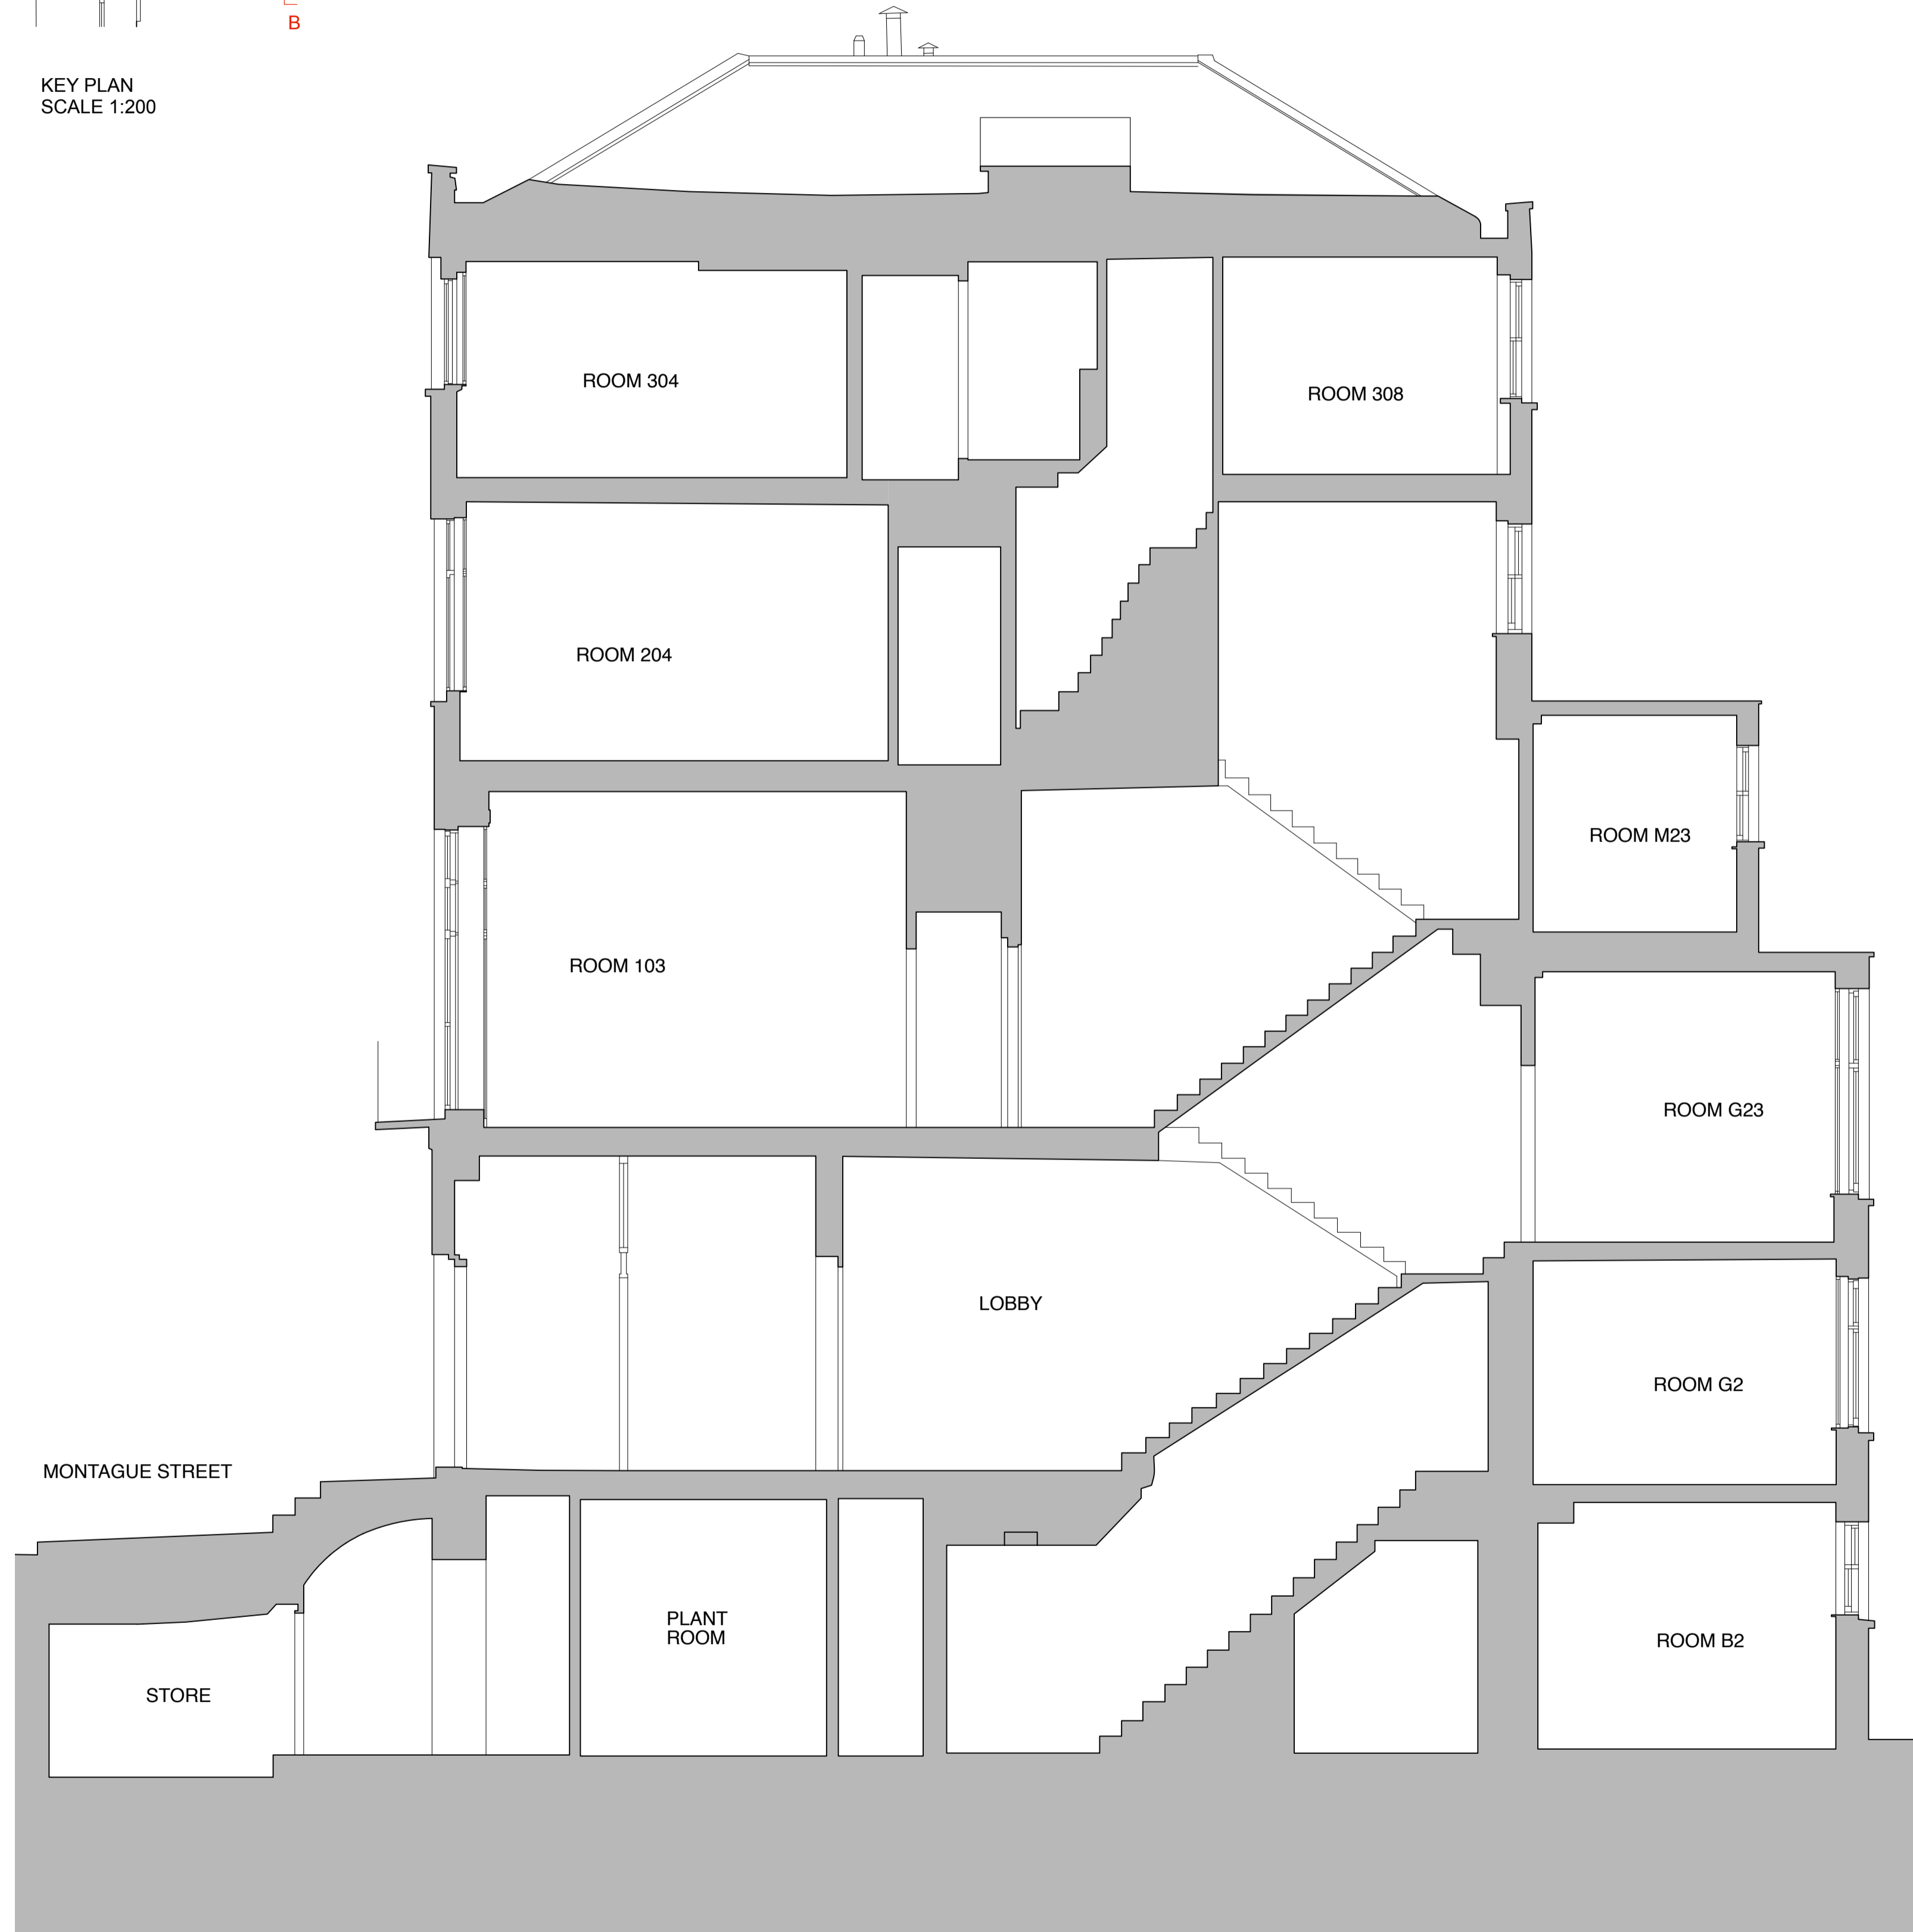 B
KEY PLAN
SCALE 1:200
ROOM 304
ROOM 308
ROOM 204
ROOM M23
ROOM 103
ROOM G23
LOBBY
ROOM G2
MONTAGUE STREET
PLANT
ROOM
ROOM B2
STORE